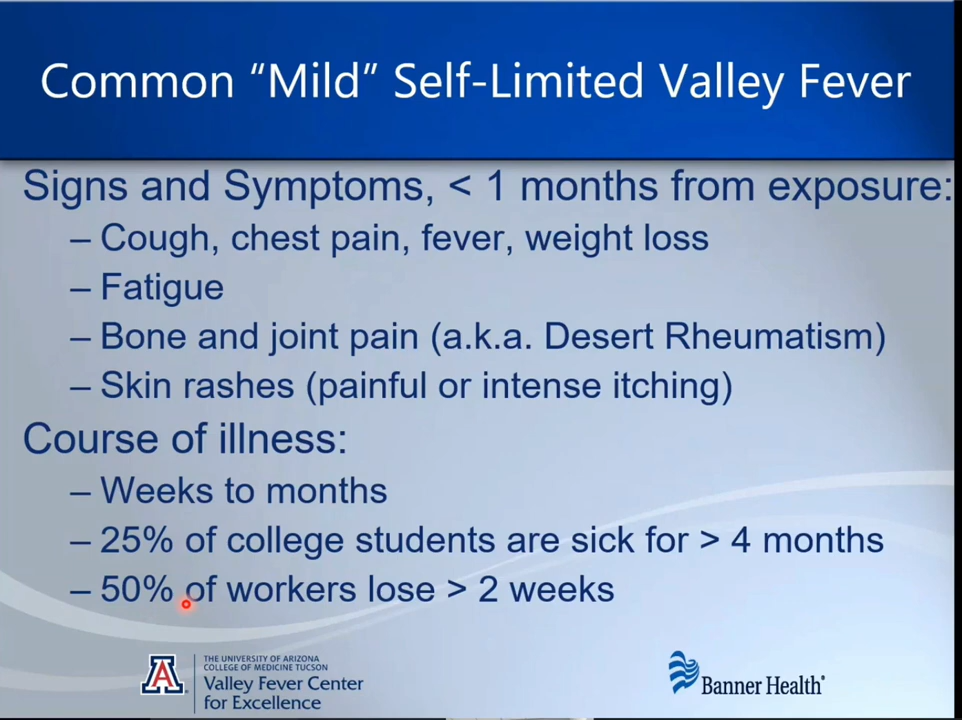 Common “Mild” Self-Limited Valley Fever
Signs and Symptoms, < 1 months from exposure:
– Cough, chest pain, fever, weight loss
– Fatigue
– Bone and joint pain (a.k.a. Desert Rheumatism)
– Skin rashes (painful or intense itching)
Course of illness:
– Weeks to months
– 25% of college students are sick for > 4 months
– 50% of workers lose > 2 weeks
A
THE UNIVERSITY OF ARIZONA
COLLEGE OF MEDICINE TUCSON
Valley Fever Center
for Excellence
Banner Health®